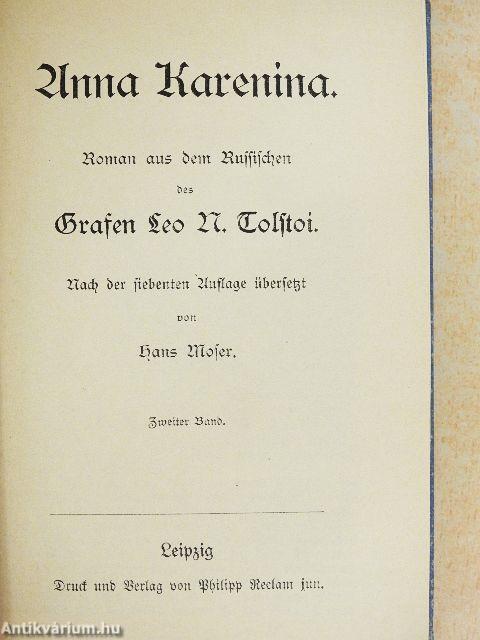 Anna Karenina.
Roman aus dem Russischen
des
Grafen Leo N. Tolstoi.
Nach der siebenten Auflage übersetzt
von
Hans Moser.
Zweiter Band.
Leipzig
Druck und Verlag von Philipp Reclam jun.
Antikvárium.hu